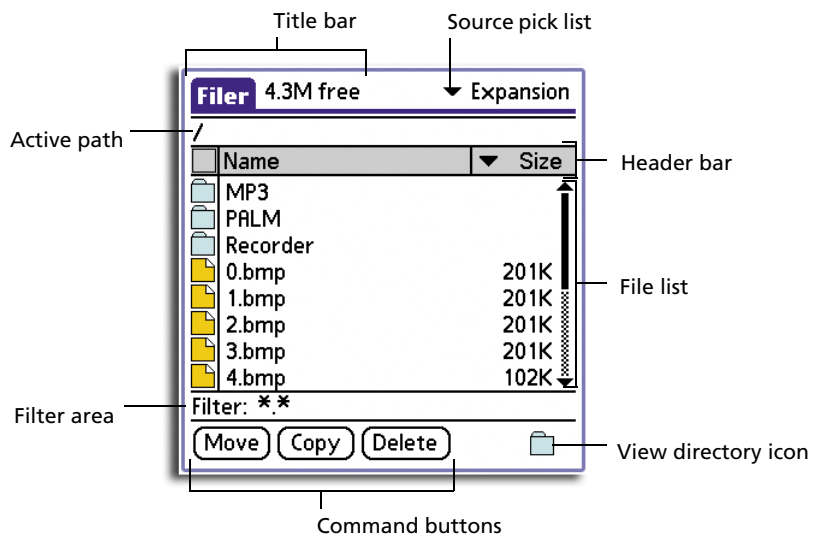 Title bar
Source pick list
Filer 4.3M free Expansion
Active path
/
Name Size
Header bar
MP3
PALM
Recorder
0.bmp 201K
File list
1.bmp 201K
2.bmp 201K
3.bmp 201K
4.bmp 102K
Filter area
Filter: *.*
Move Copy Delete
View directory icon
Command buttons